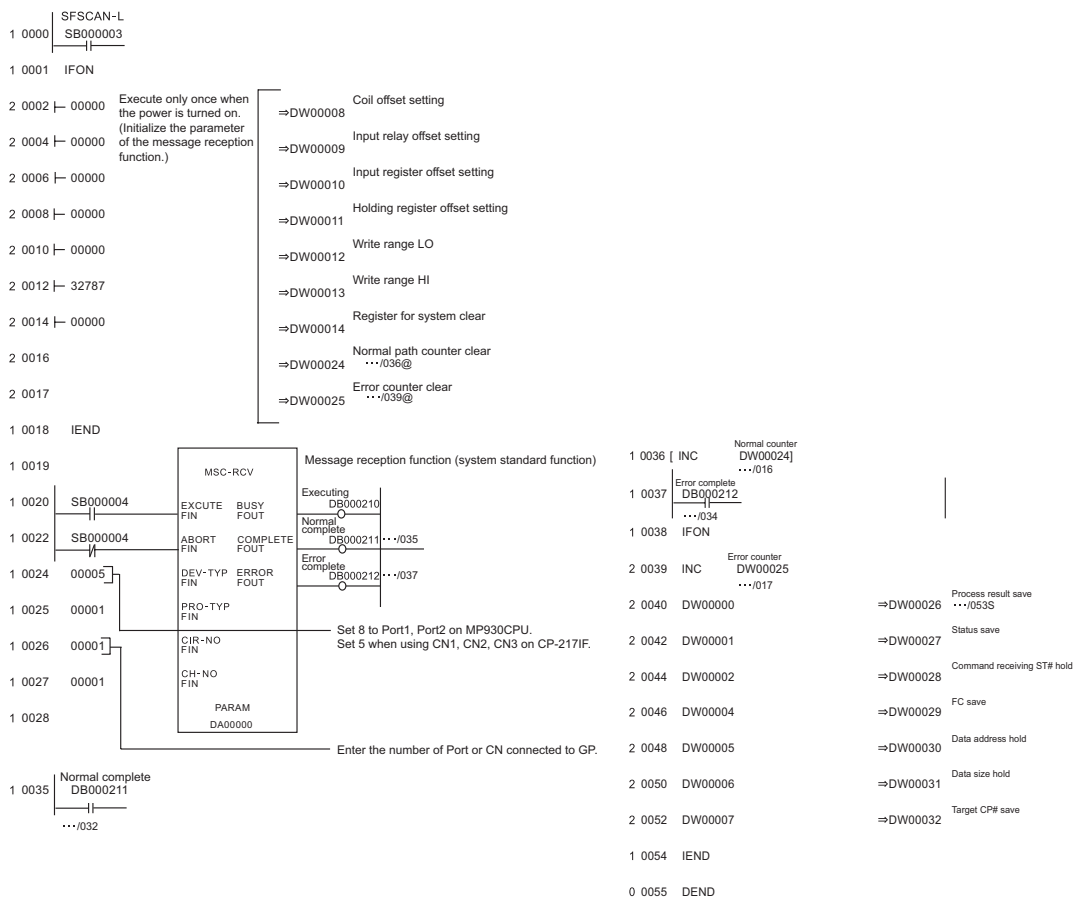 SFSCAN-L
1 0000 SB000003
1 0001 IFON
2 0002 00000 ⇒DW00008 Coil offset setting
Execute only once when
the power is turned on.
(Initialize the parameter
of the message reception
function.)
2 0004 00000 ⇒DW00009 Input relay offset setting
2 0006 00000 ⇒DW00010 Input register offset setting
2 0008 00000 ⇒DW00011 Holding register offset setting
2 0010 00000 ⇒DW00012 Write range LO
2 0012 32787 ⇒DW00013 Write range HI
2 0014 00000 ⇒DW00014 Register for system clear
2 0016 ⇒DW00024 Normal path counter clear
···/036@
2 0017 ⇒DW00025 Error counter clear
···/039@
1 0018 IEND
1 0019 MSC-RCV Message reception function (system standard function)
1 0020 SB000004 EXCUTE FIN BUSY FOUT Executing DB000210
1 0022 SB000004 ABORT FIN COMPLETE FOUT Normal complete DB000211 ···/035
1 0024 00005 DEV-TYP FIN ERROR FOUT Error complete DB000212 ···/037
1 0025 00001 PRO-TYP FIN
Set 8 to Port1, Port2 on MP930CPU.
Set 5 when using CN1, CN2, CN3 on CP-217IF.
1 0026 00001 CIR-NO FIN
1 0027 00001 CH-NO FIN
1 0028 PARAM
DA00000
Enter the number of Port or CN connected to GP.
Normal complete
1 0035 DB000211
···/032
Normal counter
1 0036 [ INC DW00024]
···/016
Error complete
1 0037 DB000212
···/034
1 0038 IFON
Error counter
2 0039 INC DW00025
···/017
2 0040 DW00000 ⇒DW00026 Process result save
···/053S
2 0042 DW00001 ⇒DW00027 Status save
2 0044 DW00002 ⇒DW00028 Command receiving ST# hold
2 0046 DW00004 ⇒DW00029 FC save
2 0048 DW00005 ⇒DW00030 Data address hold
2 0050 DW00006 ⇒DW00031 Data size hold
2 0052 DW00007 ⇒DW00032 Target CP# save
1 0054 IEND
0 0055 DEND